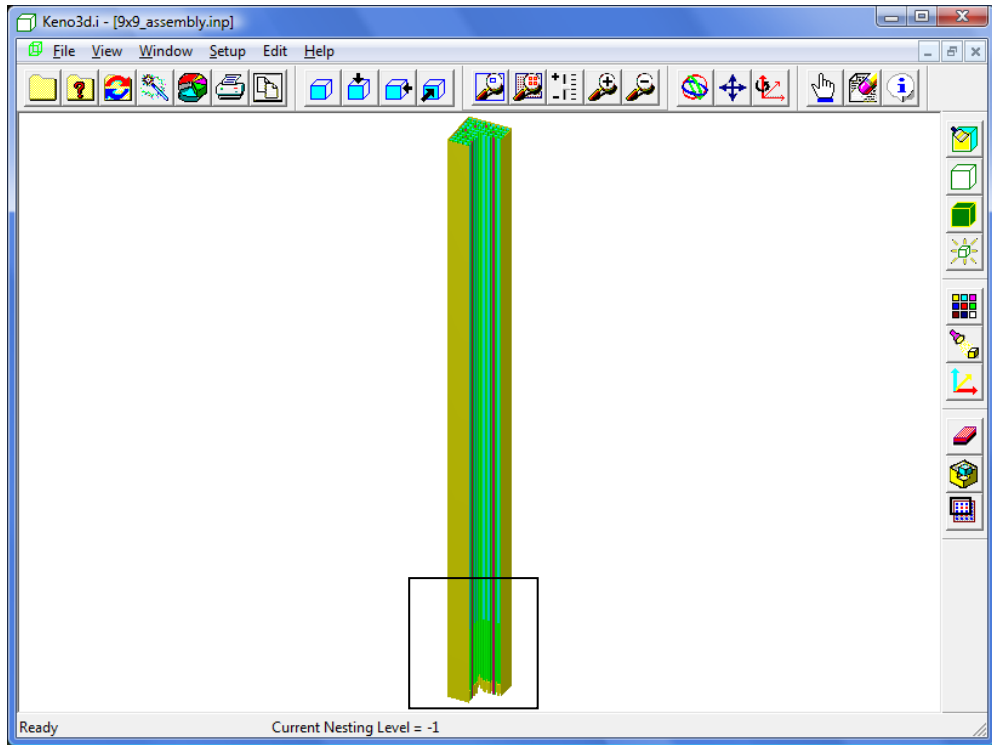 Keno3d.i - [9x9_assembly.inp]
File View Window Setup Edit Help
Ready Current Nesting Level = -1